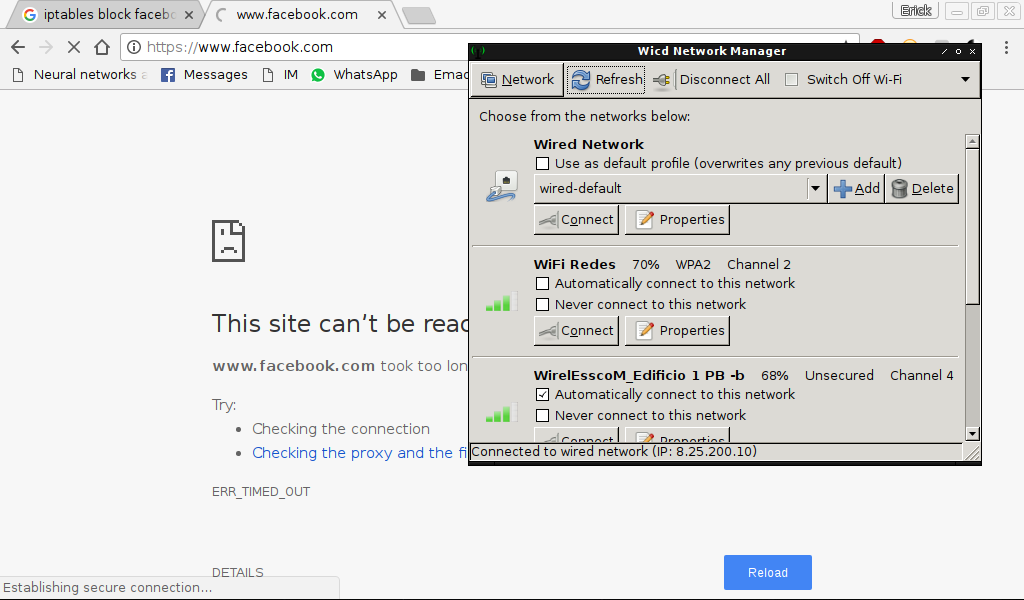 iptables block facebo
www.facebook.com
Erick
https://www.facebook.com
Neural networks a
Messages
IM
WhatsApp
Emac
Wicd Network Manager
Network
Refresh
Disconnect All
Switch Off Wi-Fi
Choose from the networks below:
Wired Network
Use as default profile (overwrites any previous default)
wired-default
Add
Delete
Connect
Properties
WiFi Redes 70% WPA2 Channel 2
Automatically connect to this network
Never connect to this network
Connect
Properties
WirelEsscoM_Edificio 1 PB -b 68% Unsecured Channel 4
Automatically connect to this network
Never connect to this network
Connect
Properties
Connected to wired network (IP: 8.25.200.10)
This site can't be reac
www.facebook.com took too lon
Try:
Checking the connection
Checking the proxy and the fi
ERR_TIMED_OUT
DETAILS
Reload
Establishing secure connection...